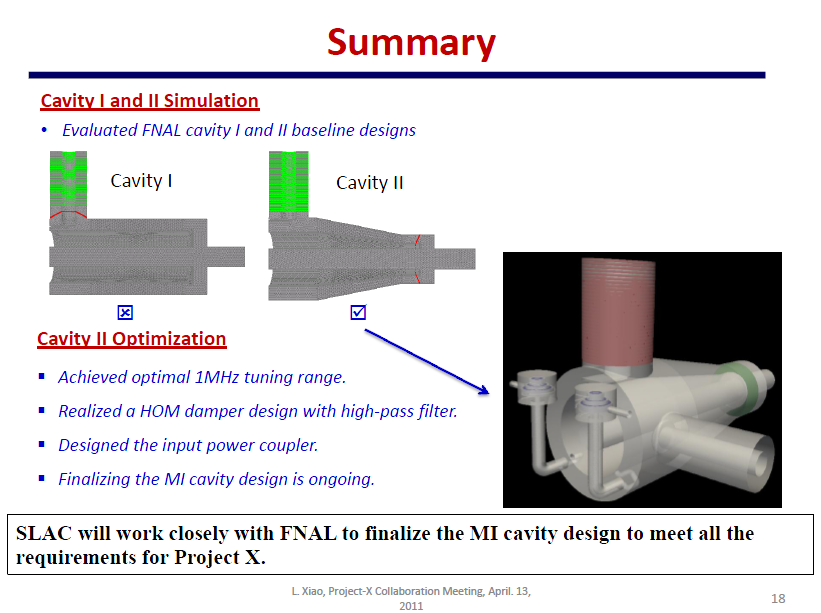 Summary
Cavity I and II Simulation
• Evaluated FNAL cavity I and II baseline designs
Cavity I
Cavity II
Cavity II Optimization
▪ Achieved optimal 1MHz tuning range.
▪ Realized a HOM damper design with high-pass filter.
▪ Designed the input power coupler.
▪ Finalizing the MI cavity design is ongoing.
SLAC will work closely with FNAL to finalize the MI cavity design to meet all the
requirements for Project X.
L. Xiao, Project-X Collaboration Meeting, April. 13,
2011
18